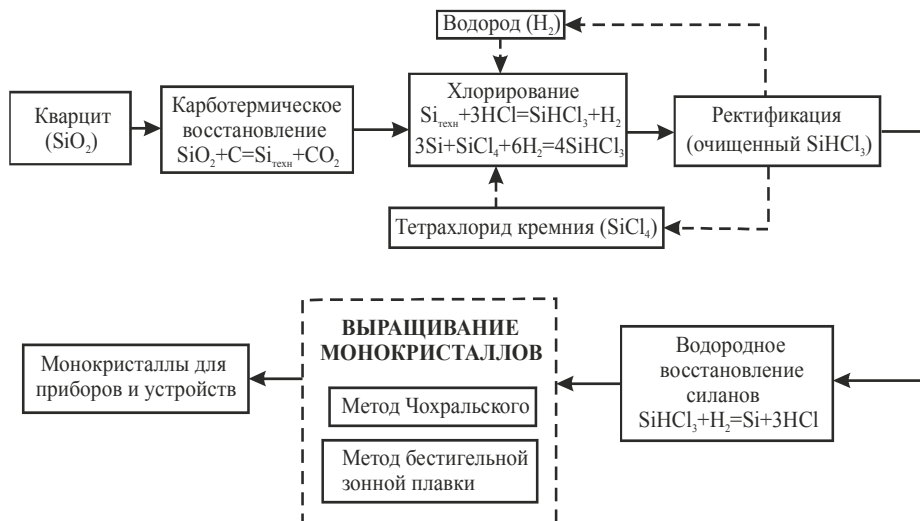 Водород (H₂)
Кварцит
(SiO₂)
Карботермическое
восстановление
SiO₂+C=Siтехн+CO₂
Хлорирование
Siтехн+3HCl=SiHCl₃+H₂
3Si+SiCl₄+6H₂=4SiHCl₃
Ректификация
(очищенный SiHCl₃)
Тетрахлорид кремния (SiCl₄)
Монокристаллы для
приборов и устройств
ВЫРАЩИВАНИЕ
МОНОКРИСТАЛЛОВ
Метод Чохральского
Метод бестигельной
зонной плавки
Водородное
восстановление
силанов
SiHCl₃+H₂=Si+3HCl